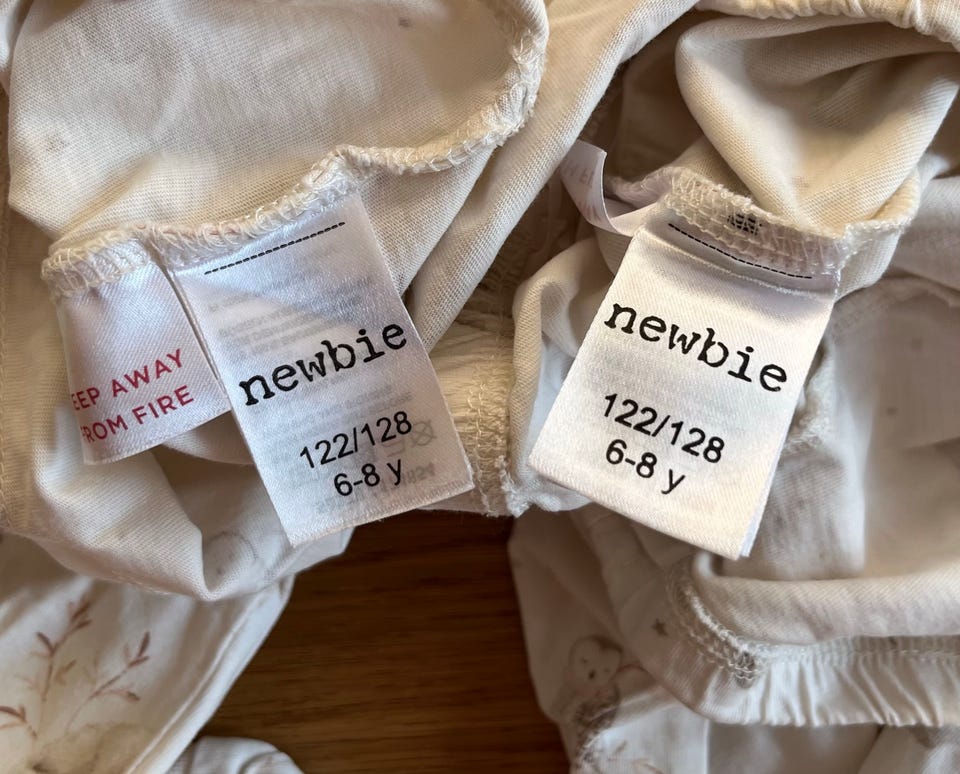 EEP AWAY
ROM FIRE
newbie
122/128
6-8 y
newbie
122/128
6-8 y